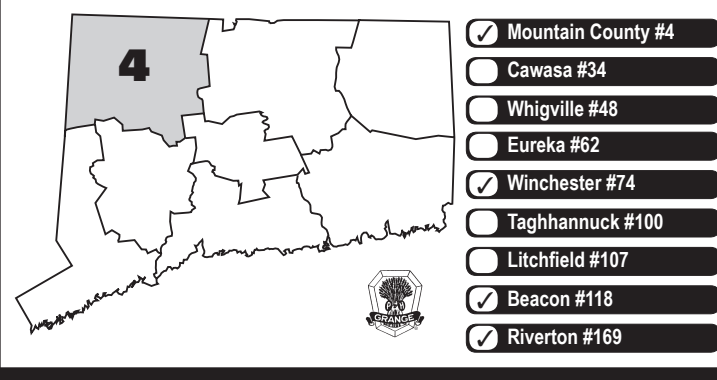 4
Mountain County #4
Cawasa #34
Whigville #48
Eureka #62
Winchester #74
Taghhannuck #100
Litchfield #107
Beacon #118
Riverton #169
GRANGE